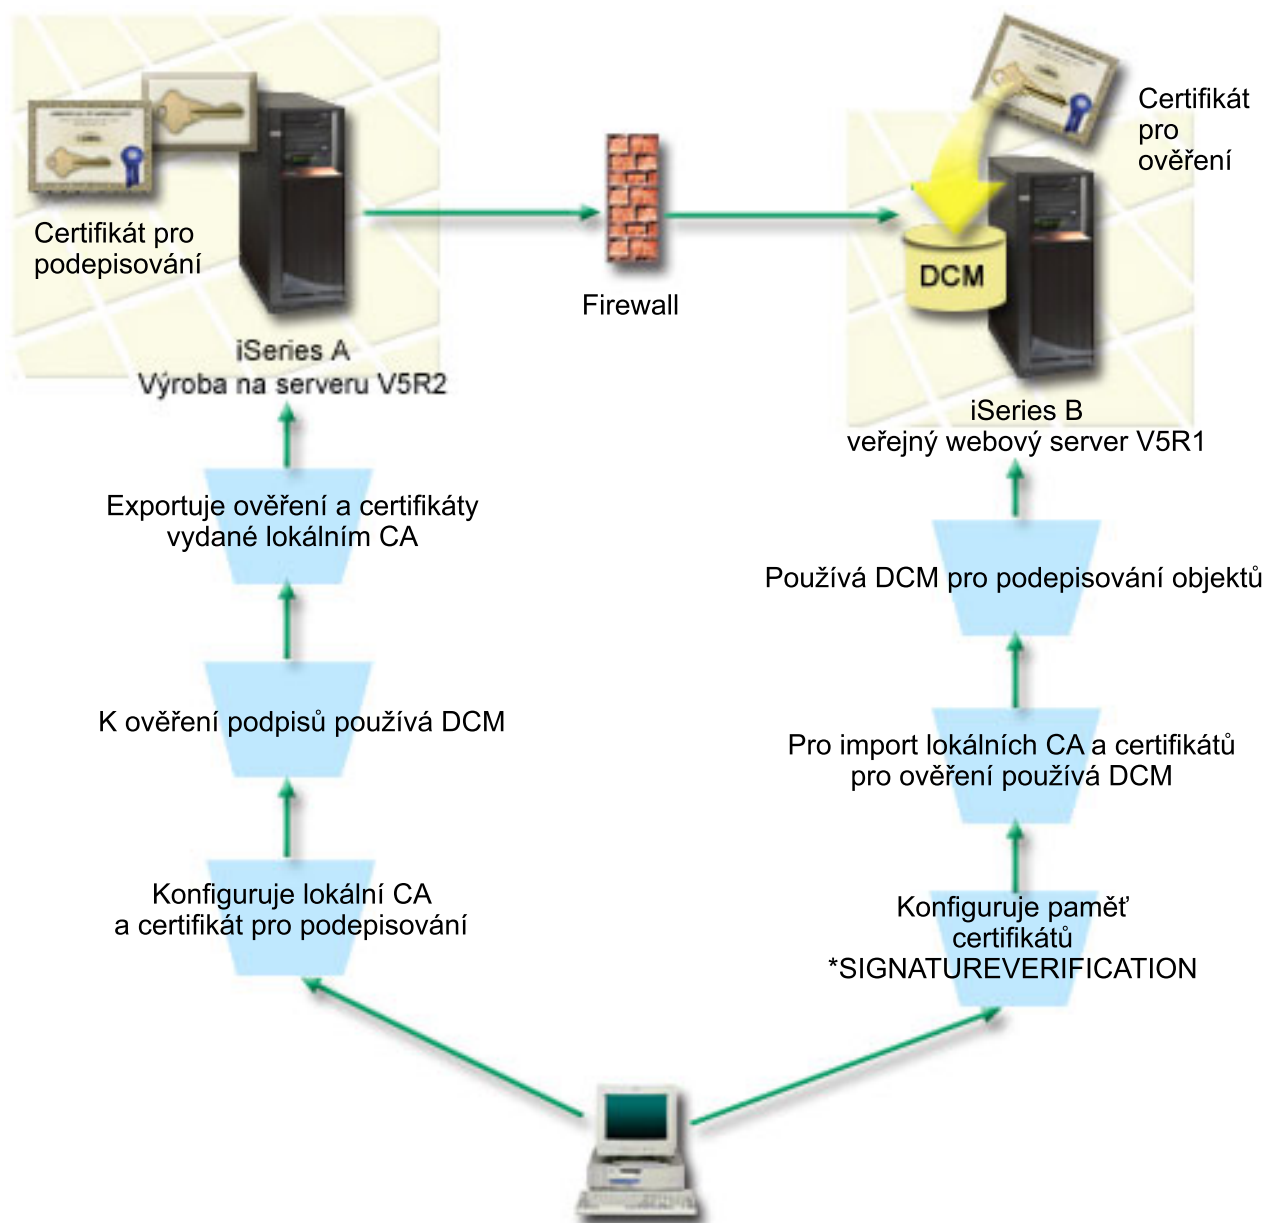 Certifikát pro
podepisování
iSeries A
Výroba na serveru V5R2
Firewall
Certifikát
pro
ověření
DCM
iSeries B
veřejný webový server V5R1
Exportuje ověření a certifikáty
vydané lokálním CA
K ověření podpisů používá DCM
Konfiguruje lokální CA
a certifikát pro podepisování
Používá DCM pro podepisování objektů
Pro import lokálních CA a certifikátů
pro ověření používá DCM
Konfiguruje paměť
certifikátů
*SIGNATUREVERIFICATION